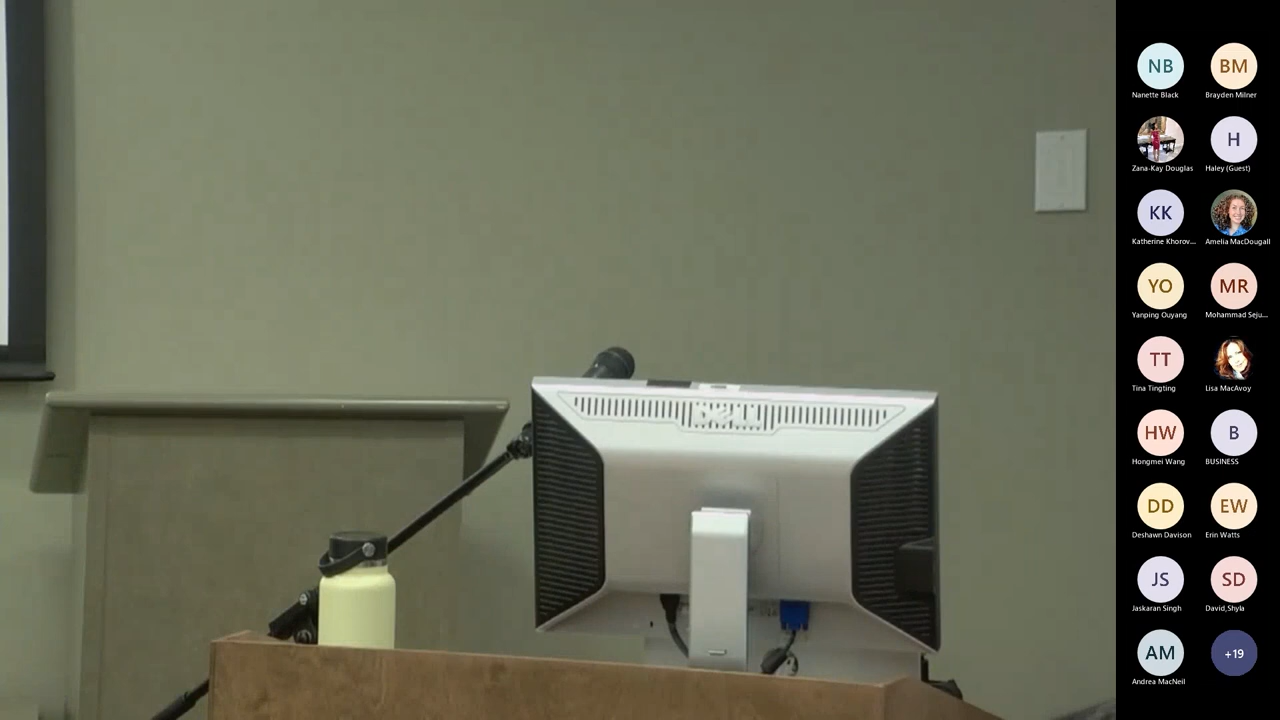 NB BM
Nanette Black Brayden Milner
H
Zana-Kay Douglas Haley (Guest)
KK
Katherine Khorov... Amelia MacDougall
YO MR
Yanping Ouyang Mohammad Seju...
TT
Tina Tingting Lisa MacAvoy
HW B
Hongmei Wang BUSINESS
DD EW
Deshawn Davison Erin Watts
JS SD
Jaskaran Singh David,Shyla
AM +19
Andrea MacNeil